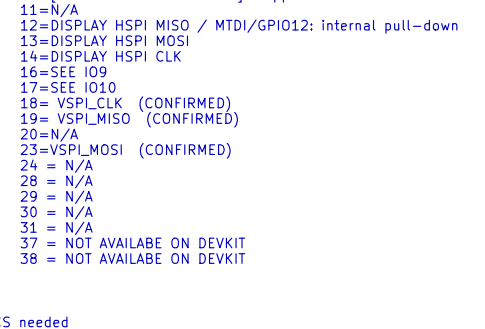 11=N/A
12=DISPLAY HSPI MISO / MTDI/GPIO12: internal pull-down
13=DISPLAY HSPI MOSI
14=DISPLAY HSPI CLK
16=SEE IO9
17=SEE IO10
18= VSPI_CLK (CONFIRMED)
19= VSPI_MISO (CONFIRMED)
20=N/A
23=VSPI_MOSI (CONFIRMED)
24 = N/A
28 = N/A
29 = N/A
30 = N/A
31 = N/A
37 = NOT AVAILABE ON DEVKIT
38 = NOT AVAILABE ON DEVKIT
needed